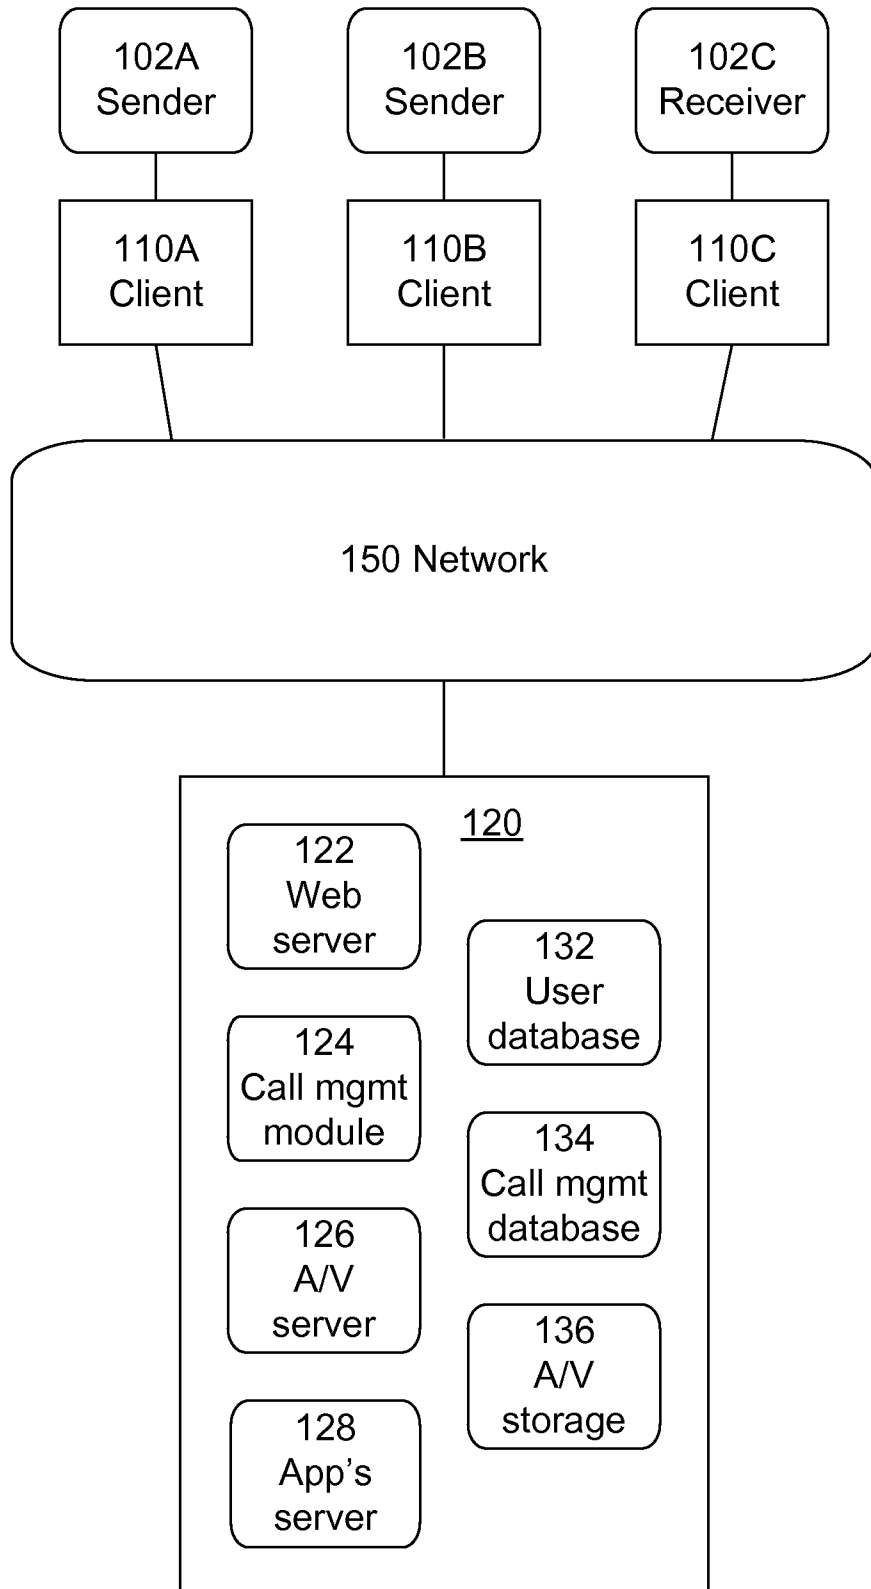 102A
Sender
102B
Sender
102C
Receiver
110A
Client
110B
Client
110C
Client
150 Network
120
122
Web
server
124
Call mgmt
module
126
A/V
server
128
App’s
server
132
User
database
134
Call mgmt
database
136
A/V
storage